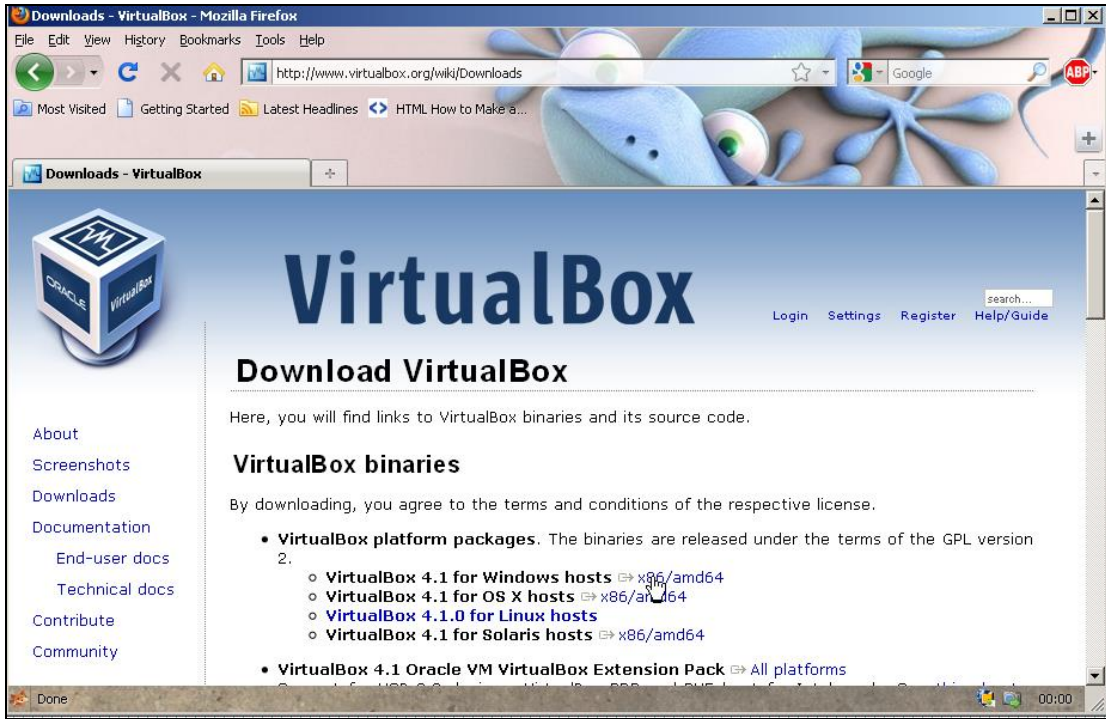 Downloads - VirtualBox - Mozilla Firefox
File Edit View History Bookmarks Tools Help
http://www.virtualbox.org/wiki/Downloads
Google
ABP
Most Visited Getting Started Latest Headlines HTML How to Make a...
Downloads - VirtualBox
ORACLE
VirtualBox
VirtualBox
search...
Login Settings Register Help/Guide
Download VirtualBox
Here, you will find links to VirtualBox binaries and its source code.
About
Screenshots
Downloads
Documentation
End-user docs
Technical docs
Contribute
Community
VirtualBox binaries
By downloading, you agree to the terms and conditions of the respective license.
• VirtualBox platform packages. The binaries are released under the terms of the GPL version
2.
VirtualBox 4.1 for Windows hosts x86/amd64
VirtualBox 4.1 for OS X hosts x86/amd64
VirtualBox 4.1.0 for Linux hosts
VirtualBox 4.1 for Solaris hosts x86/amd64
• VirtualBox 4.1 Oracle VM VirtualBox Extension Pack All platforms
Done
00:00